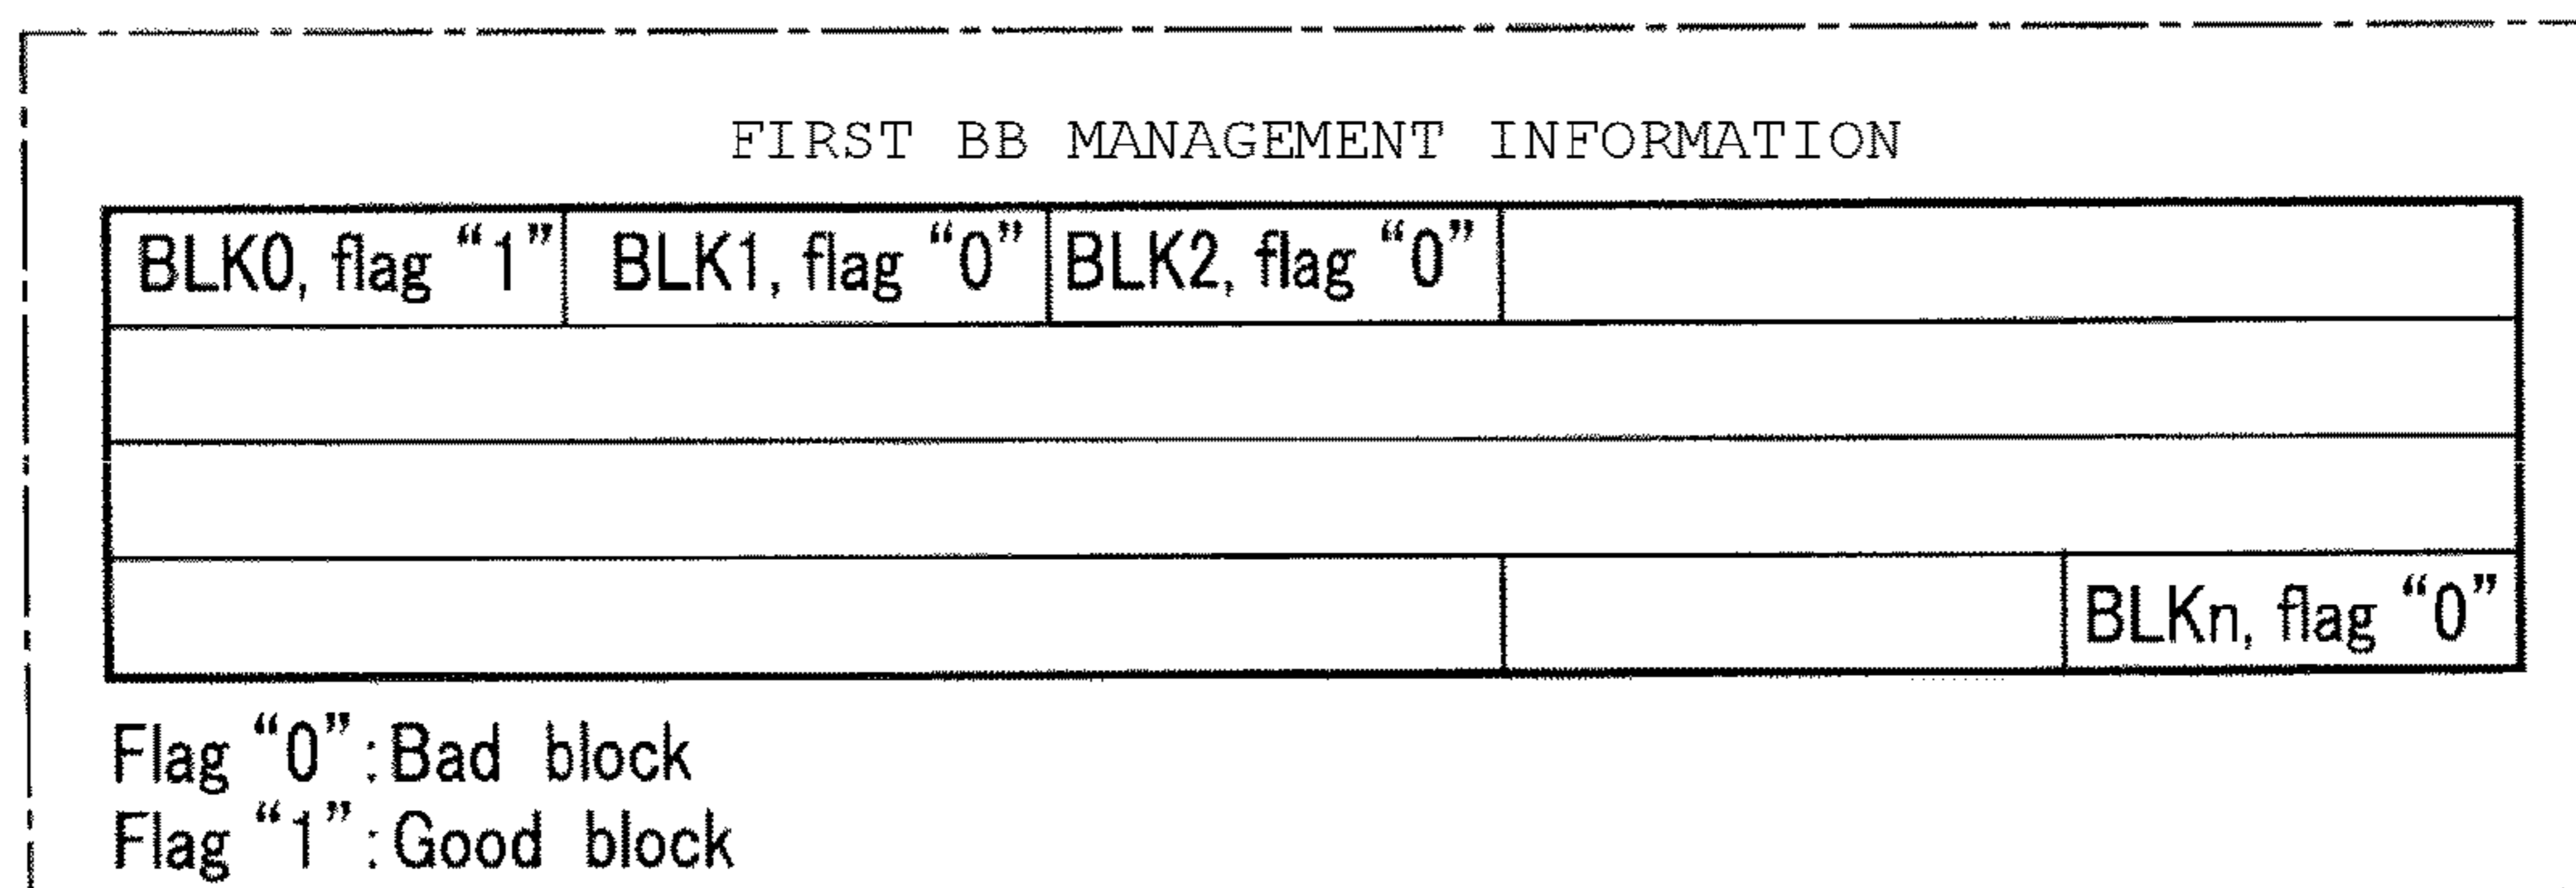 FIRST BB MANAGEMENT INFORMATION
BLK0, flag “1” BLK1, flag “0” BLK2, flag “0”
BLKn, flag “0”
Flag “0”:Bad block
Flag “1”:Good block